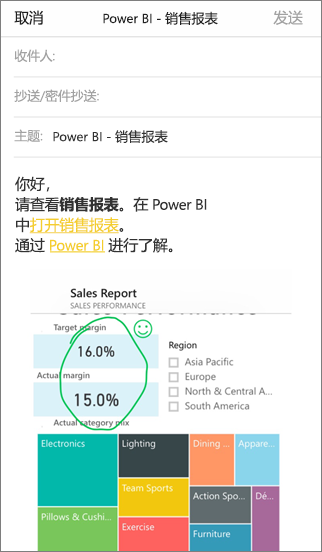 取消 Power BI - 销售报表 发送
收件人:
抄送/密件抄送:
主题: Power BI - 销售报表
你好，
请查看销售报表。在 Power BI
中打开销售报表。
通过 Power BI 进行了解。
Sales Report
SALES PERFORMANCE
Sales Performance
Target margin
16.0%
Actual margin
15.0%
Actual category mix
Region
Asia Pacific
Europe
North & Central A...
South America
Electronics
Lighting
Dining ...
Appare...
Team Sports
Action Spo...
Dé...
Pillows & Cushi...
Exercise
Furniture